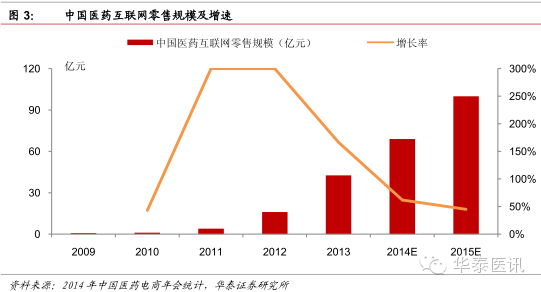 图 3: 中国医药互联网零售规模及增速
中国医药互联网零售规模（亿元） 增长率
亿元
120 300%
250%
90
200%
60 150%
100%
30
50%
0 0%
2009 2010 2011 2012 2013 2014E 2015E
华泰医讯
资料来源：2014 年中国医药电商年会统计，华泰证券研究所